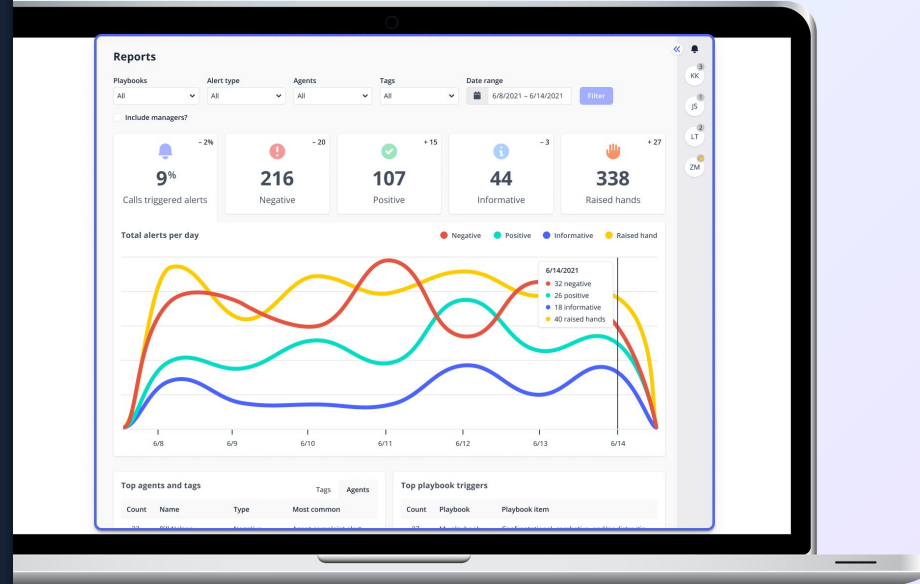 Reports
Playbooks Alert type Agents Tags Date range
All All All All 6/8/2021 – 6/14/2021 Filter
Include managers?
– 2% – 20 + 15 – 3 + 27
9% 216 107 44 338
Calls triggered alerts Negative Positive Informative Raised hands
Total alerts per day Negative Positive Informative Raised hand
6/14/2021
32 negative
26 positive
18 informative
40 raised hands
6/8 6/9 6/10 6/11 6/12 6/13 6/14
Top agents and tags Tags Agents
Count Name Type Most common
Top playbook triggers
Count Playbook Playbook item
3
KK
1
JS
2
LT
ZM